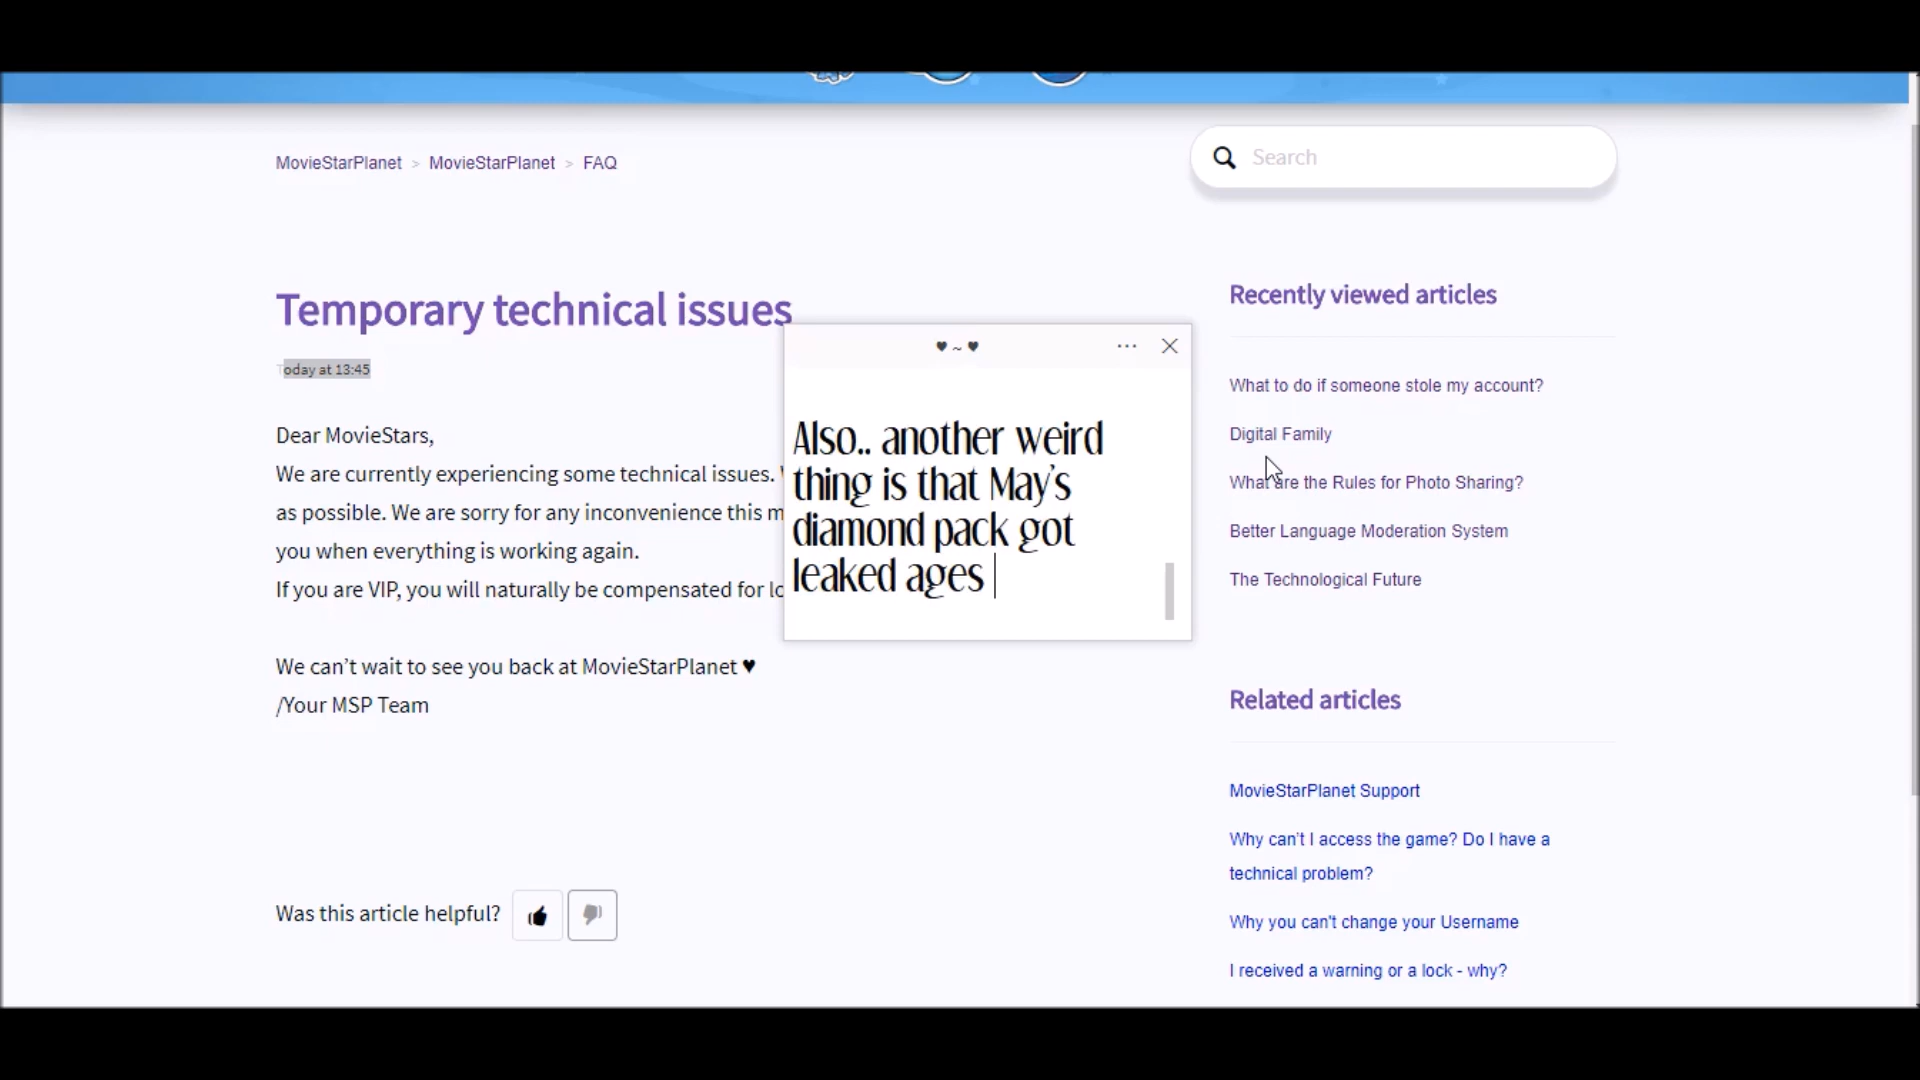 MovieStarPlanet > MovieStarPlanet > FAQ
Search
Temporary technical issues
Today at 13:45
Dear MovieStars,
We are currently experiencing some technical issues.
as possible. We are sorry for any inconvenience this
you when everything is working again.
If you are VIP, you will naturally be compensated for
We can’t wait to see you back at MovieStarPlanet ♥
/Your MSP Team
Was this article helpful?
♥ ~ ♥
Also.. another weird
thing is that May's
diamond pack got
leaked ages
Recently viewed articles
What to do if someone stole my account?
Digital Family
What are the Rules for Photo Sharing?
Better Language Moderation System
The Technological Future
Related articles
MovieStarPlanet Support
Why can’t I access the game? Do I have a
technical problem?
Why you can't change your Username
I received a warning or a lock - why?